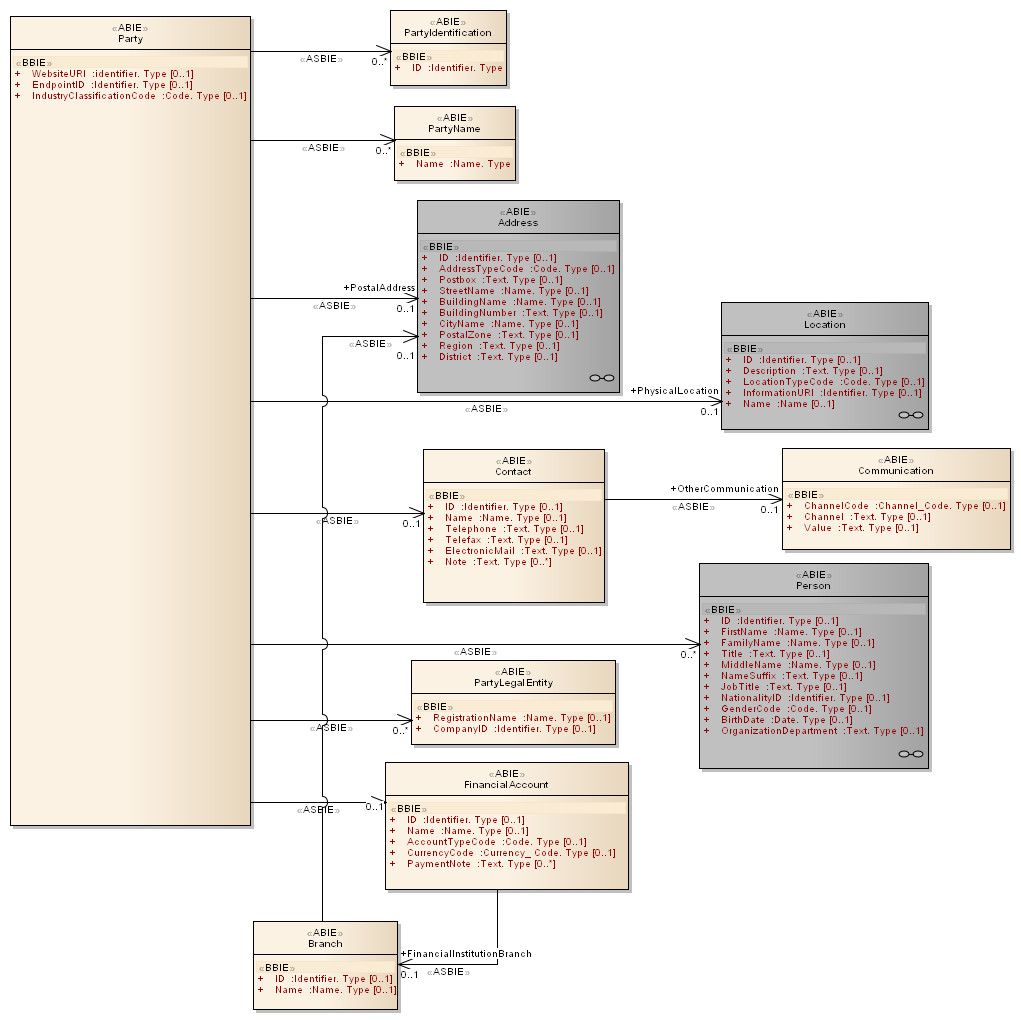 «ABIE»
Party
«BBIE»
+ WebsiteURI :identifier. Type [0..1]
+ EndpointID :Identifier. Type [0..1]
+ IndustryClassificationCode :Code. Type [0..1]
«ASBIE»
0..*
«ABIE»
PartyIdentification
«BBIE»
+ ID :Identifier. Type
«ASBIE»
0..*
«ABIE»
PartyName
«BBIE»
+ Name :Name. Type
+PostalAddress
«ASBIE»
0..1
«ASBIE»
0..1
«ABIE»
Address
«BBIE»
+ ID :Identifier. Type [0..1]
+ AddressTypeCode :Code. Type [0..1]
+ Postbox :Text. Type [0..1]
+ StreetName :Name. Type [0..1]
+ BuildingName :Name. Type [0..1]
+ BuildingNumber :Text. Type [0..1]
+ CityName :Name. Type [0..1]
+ PostalZone :Text. Type [0..1]
+ Region :Text. Type [0..1]
+ District :Text. Type [0..1]
+PhysicalLocation
«ASBIE»
0..1
«ABIE»
Location
«BBIE»
+ ID :Identifier. Type [0..1]
+ Description :Text. Type [0..1]
+ LocationTypeCode :Code. Type [0..1]
+ InformationURI :Identifier. Type [0..1]
+ Name :Name [0..1]
«ASBIE»
0..1
«ABIE»
Contact
«BBIE»
+ ID :Identifier. Type [0..1]
+ Name :Name. Type [0..1]
+ Telephone :Text. Type [0..1]
+ Telefax :Text. Type [0..1]
+ ElectronicMail :Text. Type [0..1]
+ Note :Text. Type [0..*]
+OtherCommunication
«ASBIE»
0..1
«ABIE»
Communication
«BBIE»
+ ChannelCode :Channel_Code. Type [0..1]
+ Channel :Text. Type [0..1]
+ Value :Text. Type [0..1]
«ASBIE»
0..*
«ABIE»
Person
«BBIE»
+ ID :Identifier. Type [0..1]
+ FirstName :Name. Type [0..1]
+ FamilyName :Name. Type [0..1]
+ Title :Text. Type [0..1]
+ MiddleName :Name. Type [0..1]
+ NameSuffix :Text. Type [0..1]
+ JobTitle :Text. Type [0..1]
+ NationalityID :Identifier. Type [0..1]
+ GenderCode :Code. Type [0..1]
+ BirthDate :Date. Type [0..1]
+ OrganizationDepartment :Text. Type [0..1]
«ASBIE»
0..*
«ABIE»
PartyLegalEntity
«BBIE»
+ RegistrationName :Name. Type [0..1]
+ CompanyID :Identifier. Type [0..1]
«ASBIE»
0..1
«ABIE»
FinancialAccount
«BBIE»
+ ID :Identifier. Type [0..1]
+ Name :Name. Type [0..1]
+ AccountTypeCode :Code. Type [0..1]
+ CurrencyCode :Currency_ Code. Type [0..1]
+ PaymentNote :Text. Type [0..*]
+FinancialInstitutionBranch
«ASBIE»
0..1
«ABIE»
Branch
«BBIE»
+ ID :Identifier. Type [0..1]
+ Name :Name. Type [0..1]